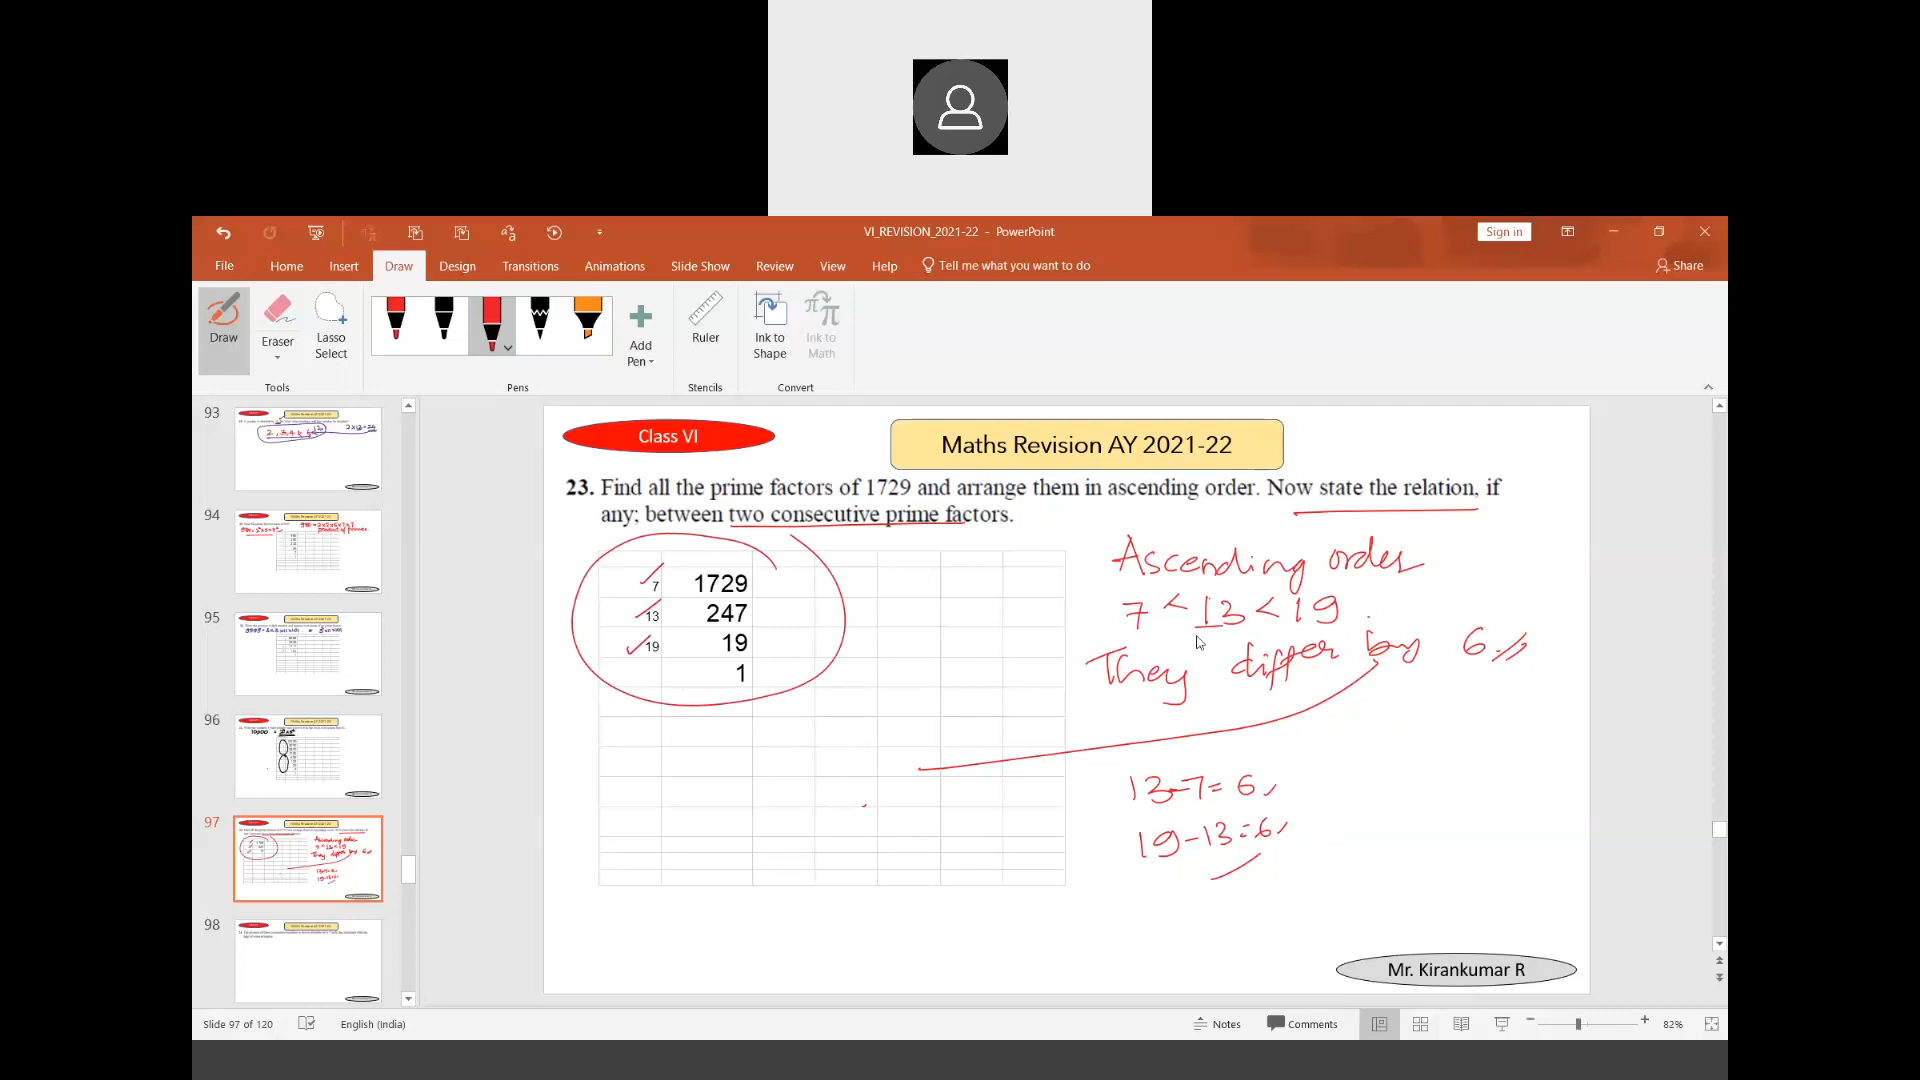 VI_REVISION_2021-22 - PowerPoint
Sign in
File Home Insert Draw Design Transitions Animations Slide Show Review View Help Tell me what you want to do
Share
Draw
Eraser
Lasso
Select
Add
Pen
Ruler
Ink to
Shape
Ink to
Math
Tools
Pens
Stencils
Convert
93
94
95
96
97
98
Class VI
Maths Revision AY 2021-22
23. Find all the prime factors of 1729 and arrange them in ascending order. Now state the relation, if
any; between two consecutive prime factors.
7 1729
13 247
19 19
1
Ascending order
7 < 13 < 19
They differ by 6
13-7= 6
19-13=6
Mr. Kirankumar R
Slide 97 of 120
English (India)
Notes
Comments
82%